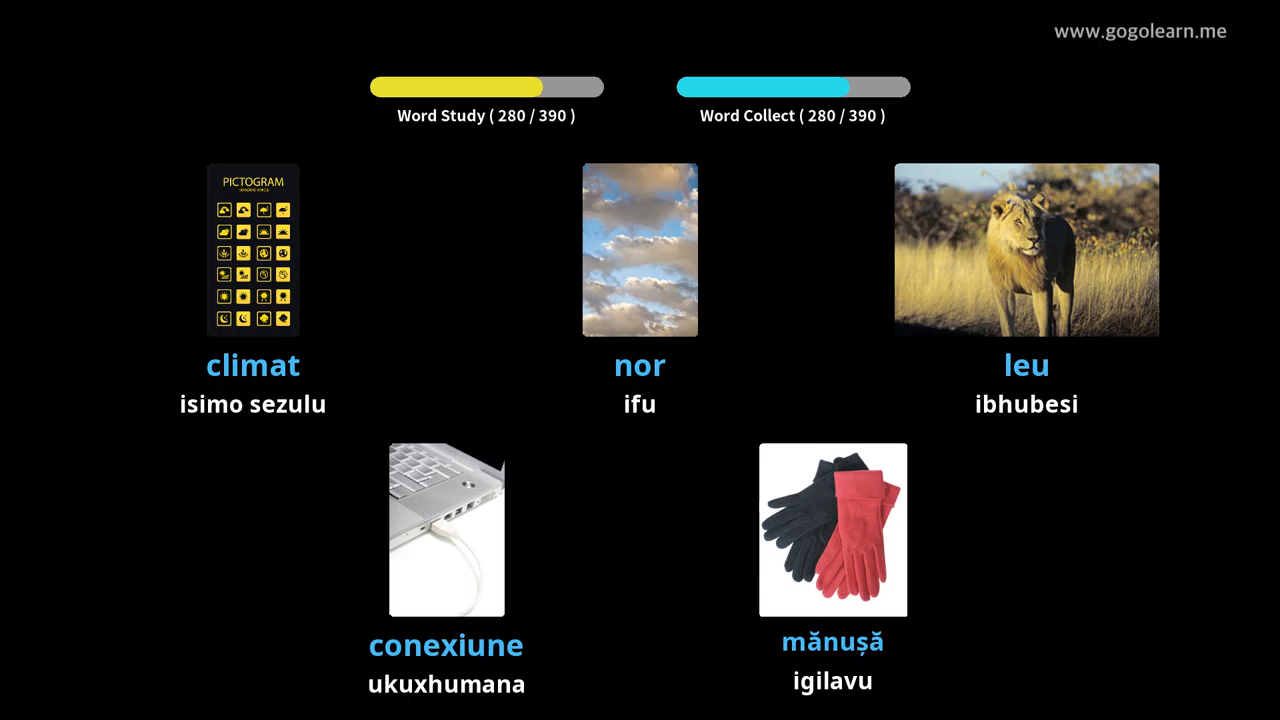 www.gogolearn.me
Word Study ( 280 / 390 )
Word Collect ( 280 / 390 )
PICTOGRAM
climat
isimo sezulu
nor
ifu
leu
ibhubesi
conexiune
ukuxhumana
mănușă
igilavu